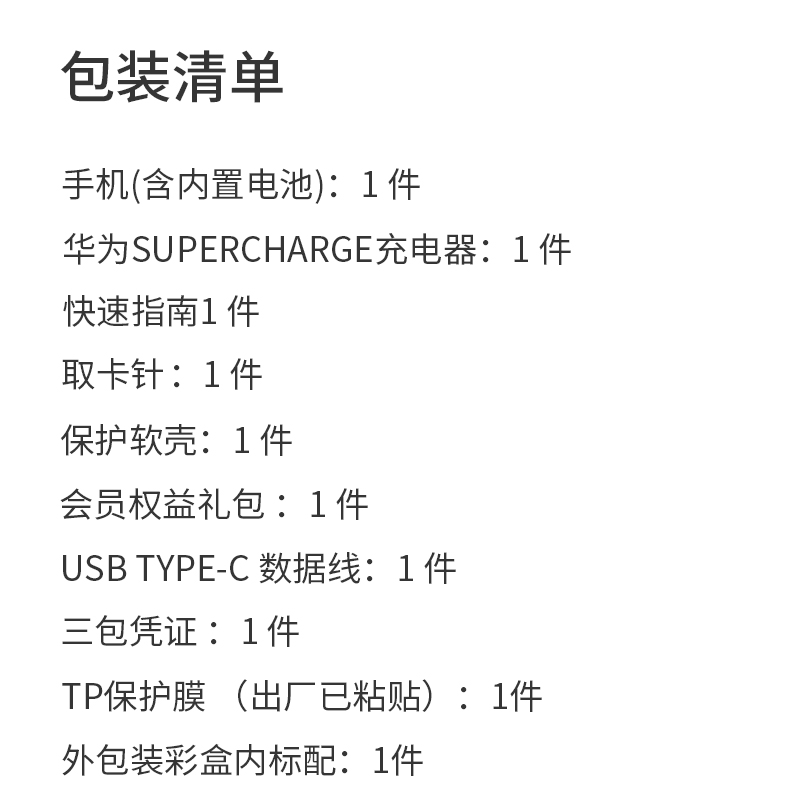 包装清单
手机(含内置电池)：1 件
华为SUPERCHARGE充电器：1 件
快速指南1 件
取卡针：1 件
保护软壳：1 件
会员权益礼包 ：1 件
USB TYPE-C 数据线：1 件
三包凭证 ：1 件
TP保护膜 （出厂已粘贴）：1件
外包装彩盒内标配：1件